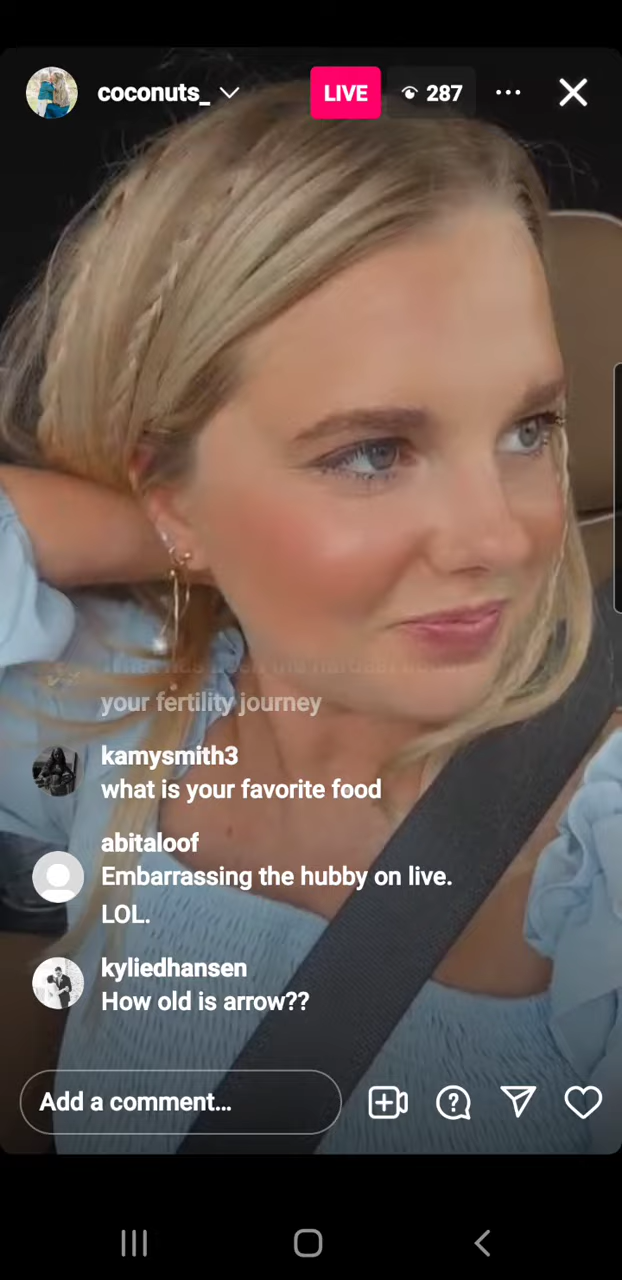 coconuts_
LIVE
287
your fertility journey
kamysmith3
what is your favorite food
abitaloof
Embarrassing the hubby on live.
LOL.
kyliedhansen
How old is arrow??
Add a comment...